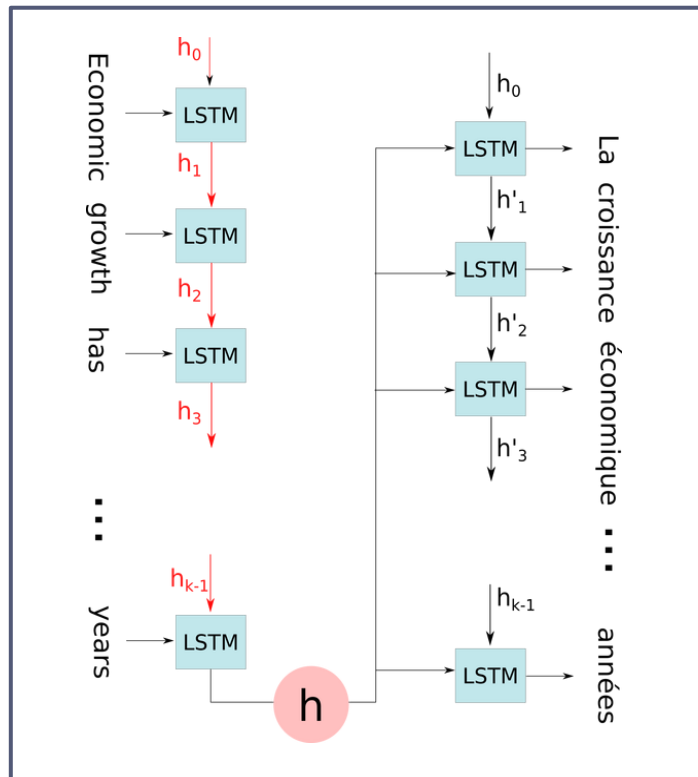 Economic growth has ... years
h0
LSTM
h1
LSTM
h2
LSTM
h3
hk-1
LSTM
h
h0
LSTM
h'1
LSTM
h'2
LSTM
h'3
hk-1
LSTM
La croissance économique ... années